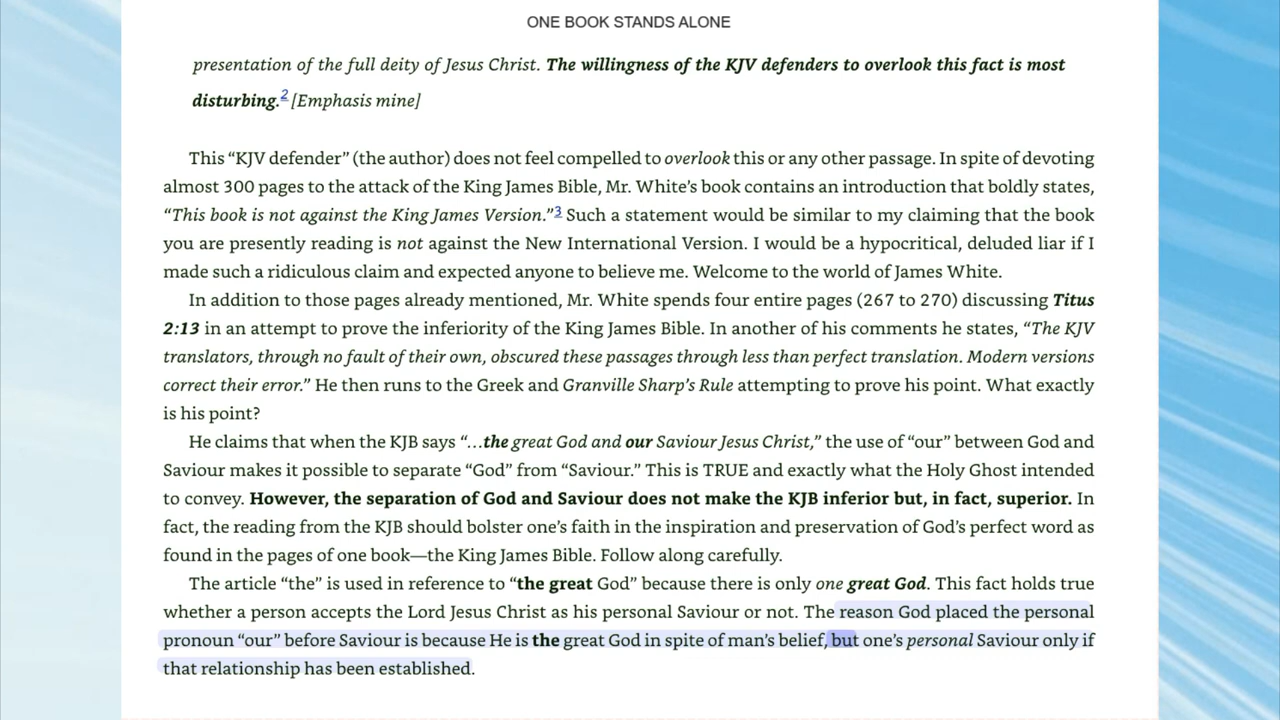 ONE BOOK STANDS ALONE
presentation of the full deity of Jesus Christ. The willingness of the KJV defenders to overlook this fact is most
disturbing.2 [Emphasis mine]
This “KJV defender” (the author) does not feel compelled to overlook this or any other passage. In spite of devoting
almost 300 pages to the attack of the King James Bible, Mr. White’s book contains an introduction that boldly states,
“This book is not against the King James Version.”3 Such a statement would be similar to my claiming that the book
you are presently reading is not against the New International Version. I would be a hypocritical, deluded liar if I
made such a ridiculous claim and expected anyone to believe me. Welcome to the world of James White.
In addition to those pages already mentioned, Mr. White spends four entire pages (267 to 270) discussing Titus
2:13 in an attempt to prove the inferiority of the King James Bible. In another of his comments he states, “The KJV
translators, through no fault of their own, obscured these passages through less than perfect translation. Modern versions
correct their error.” He then runs to the Greek and Granville Sharp’s Rule attempting to prove his point. What exactly
is his point?
He claims that when the KJB says “…the great God and our Saviour Jesus Christ,” the use of “our” between God and
Saviour makes it possible to separate “God” from “Saviour.” This is TRUE and exactly what the Holy Ghost intended
to convey. However, the separation of God and Saviour does not make the KJB inferior but, in fact, superior. In
fact, the reading from the KJB should bolster one’s faith in the inspiration and preservation of God’s perfect word as
found in the pages of one book—the King James Bible. Follow along carefully.
The article “the” is used in reference to “the great God” because there is only one great God. This fact holds true
whether a person accepts the Lord Jesus Christ as his personal Saviour or not. The reason God placed the personal
pronoun “our” before Saviour is because He is the great God in spite of man’s belief, but one’s personal Saviour only if
that relationship has been established.